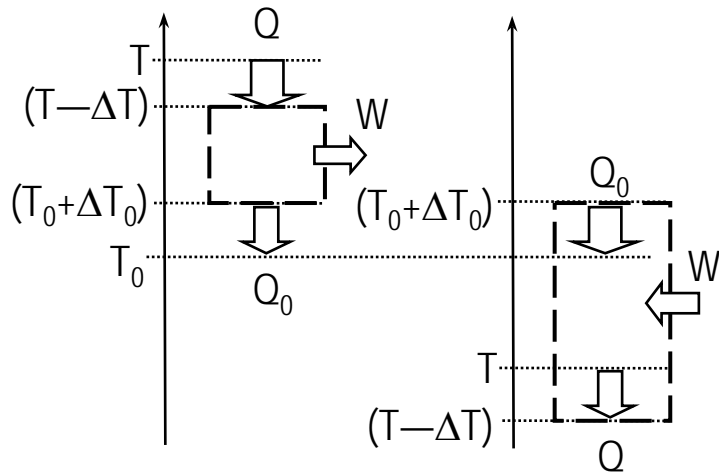 Q
T
(T—ΔT)
W
(T₀+ΔT₀)
T₀
Q₀
Q₀
(T₀+ΔT₀)
W
T
(T—ΔT)
Q